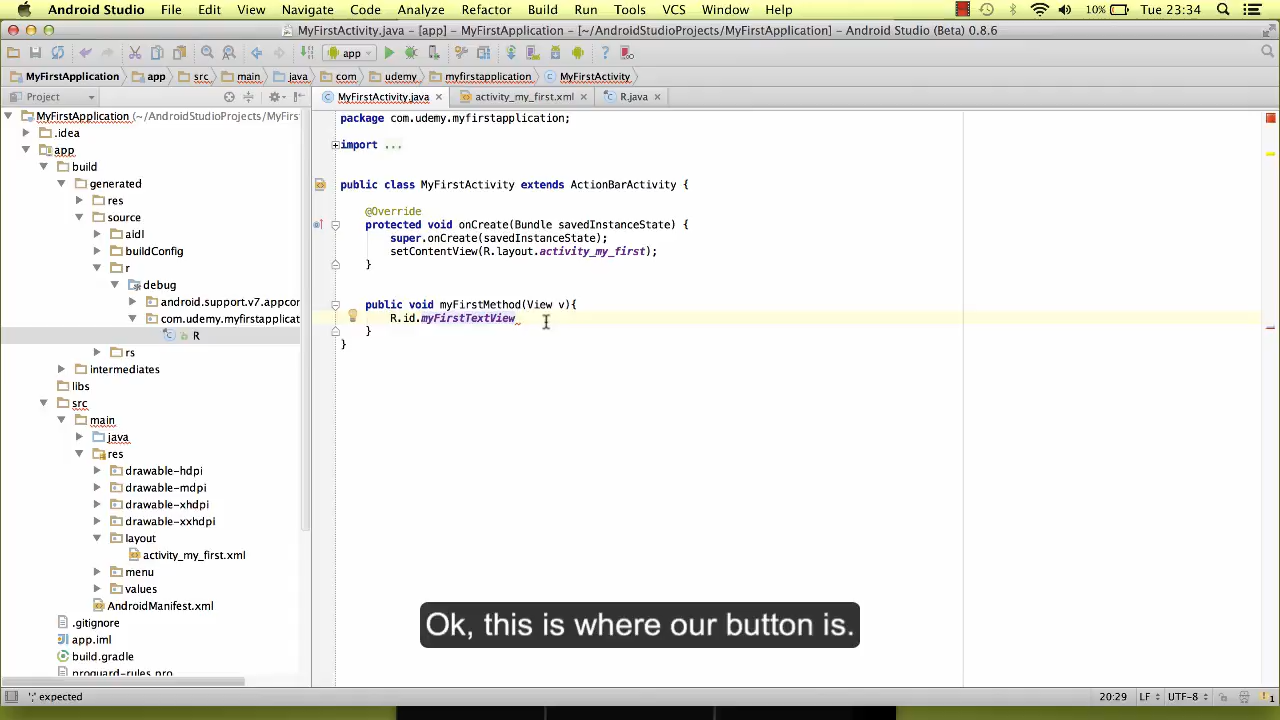 Android Studio File Edit View Navigate Code Analyze Refactor Build Run Tools VCS Window Help 10% Tue 23:34
MyFirstActivity.java - [app] - MyFirstApplication - [~/AndroidStudioProjects/MyFirstApplication] - Android Studio (Beta) 0.8.6
app
MyFirstApplication app src main java com udemy myfirstapplication MyFirstActivity
Project MyFirstActivity.java activity_my_first.xml R.java
MyFirstApplication (~/AndroidStudioProjects/MyFirst
.idea
app
build
generated
res
source
aidl
buildConfig
r
debug
android.support.v7.appcor
com.udemy.myfirstapplicat
R
rs
intermediates
libs
src
main
java
res
drawable-hdpi
drawable-mdpi
drawable-xhdpi
drawable-xxhdpi
layout
activity_my_first.xml
menu
values
AndroidManifest.xml
.gitignore
app.iml
build.gradle
proguard-rules.pro
package com.udemy.myfirstapplication;
import ...
public class MyFirstActivity extends ActionBarActivity {
@Override
protected void onCreate(Bundle savedInstanceState) {
super.onCreate(savedInstanceState);
setContentView(R.layout.activity_my_first);
}
public void myFirstMethod(View v){
R.id.myFirstTextView
}
}
Ok, this is where our button is.
';' expected 20:29 LF UTF-8